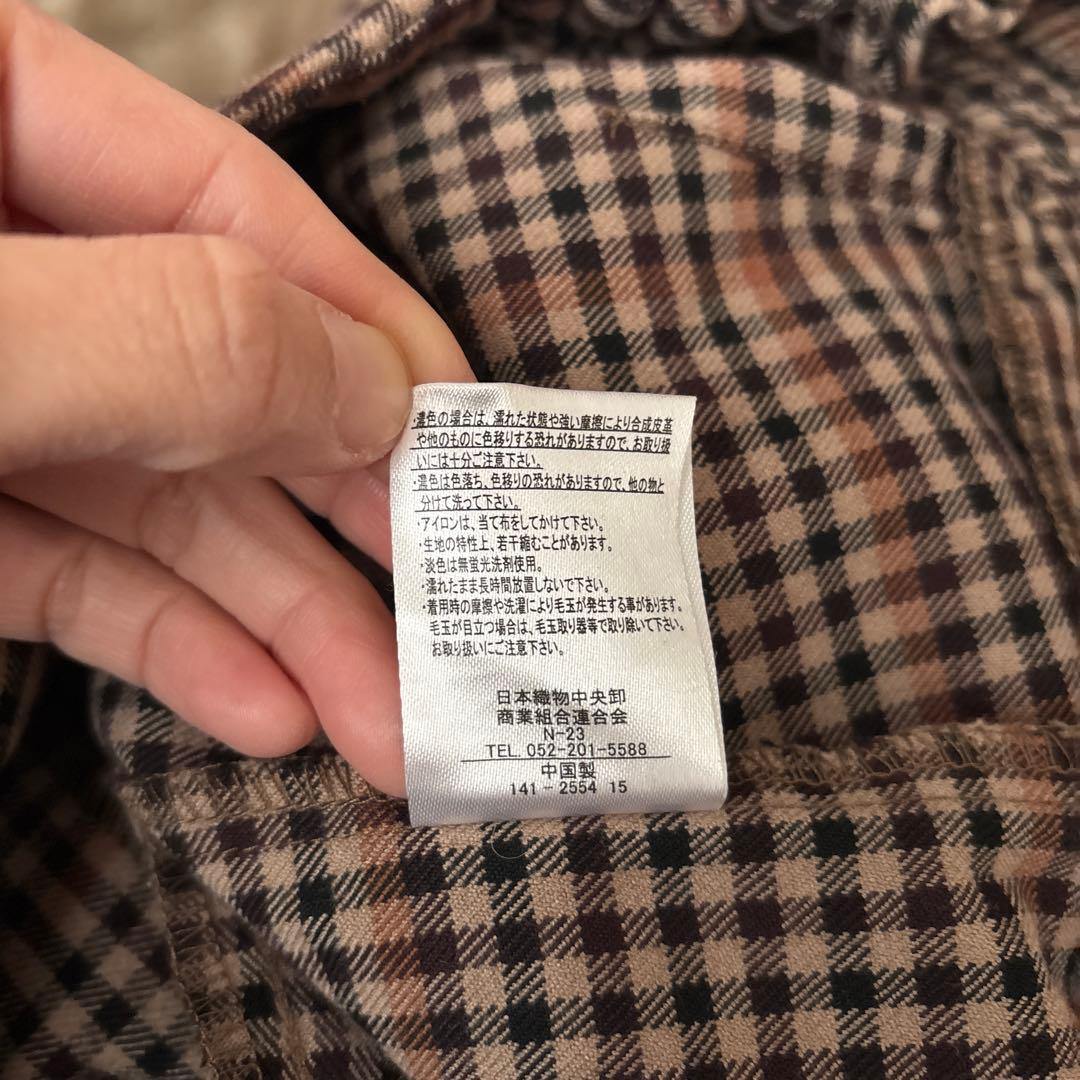 ・濃色の場合は、濡れた状態や強い摩擦により合成皮革
や他のものに色移りする恐れがありますので、お取り扱
いには十分ご注意下さい。
・濃色は色落ち、色移りの恐れがありますので、他の物と
分けて洗って下さい。
・アイロンは、当て布をしてかけて下さい。
・生地の特性上、若干縮むことがあります。
・淡色は無蛍光洗剤使用。
・濡れたまま長時間放置しないで下さい。
・着用時の摩擦や洗濯により毛玉が発生する事があります。
毛玉が目立つ場合は、毛玉取り器等で取り除いて下さい。
お取り扱いにご注意下さい。
日本織物中央卸
商業組合連合会
N-23
TEL 052-201-5588
中国製
141-2554 15